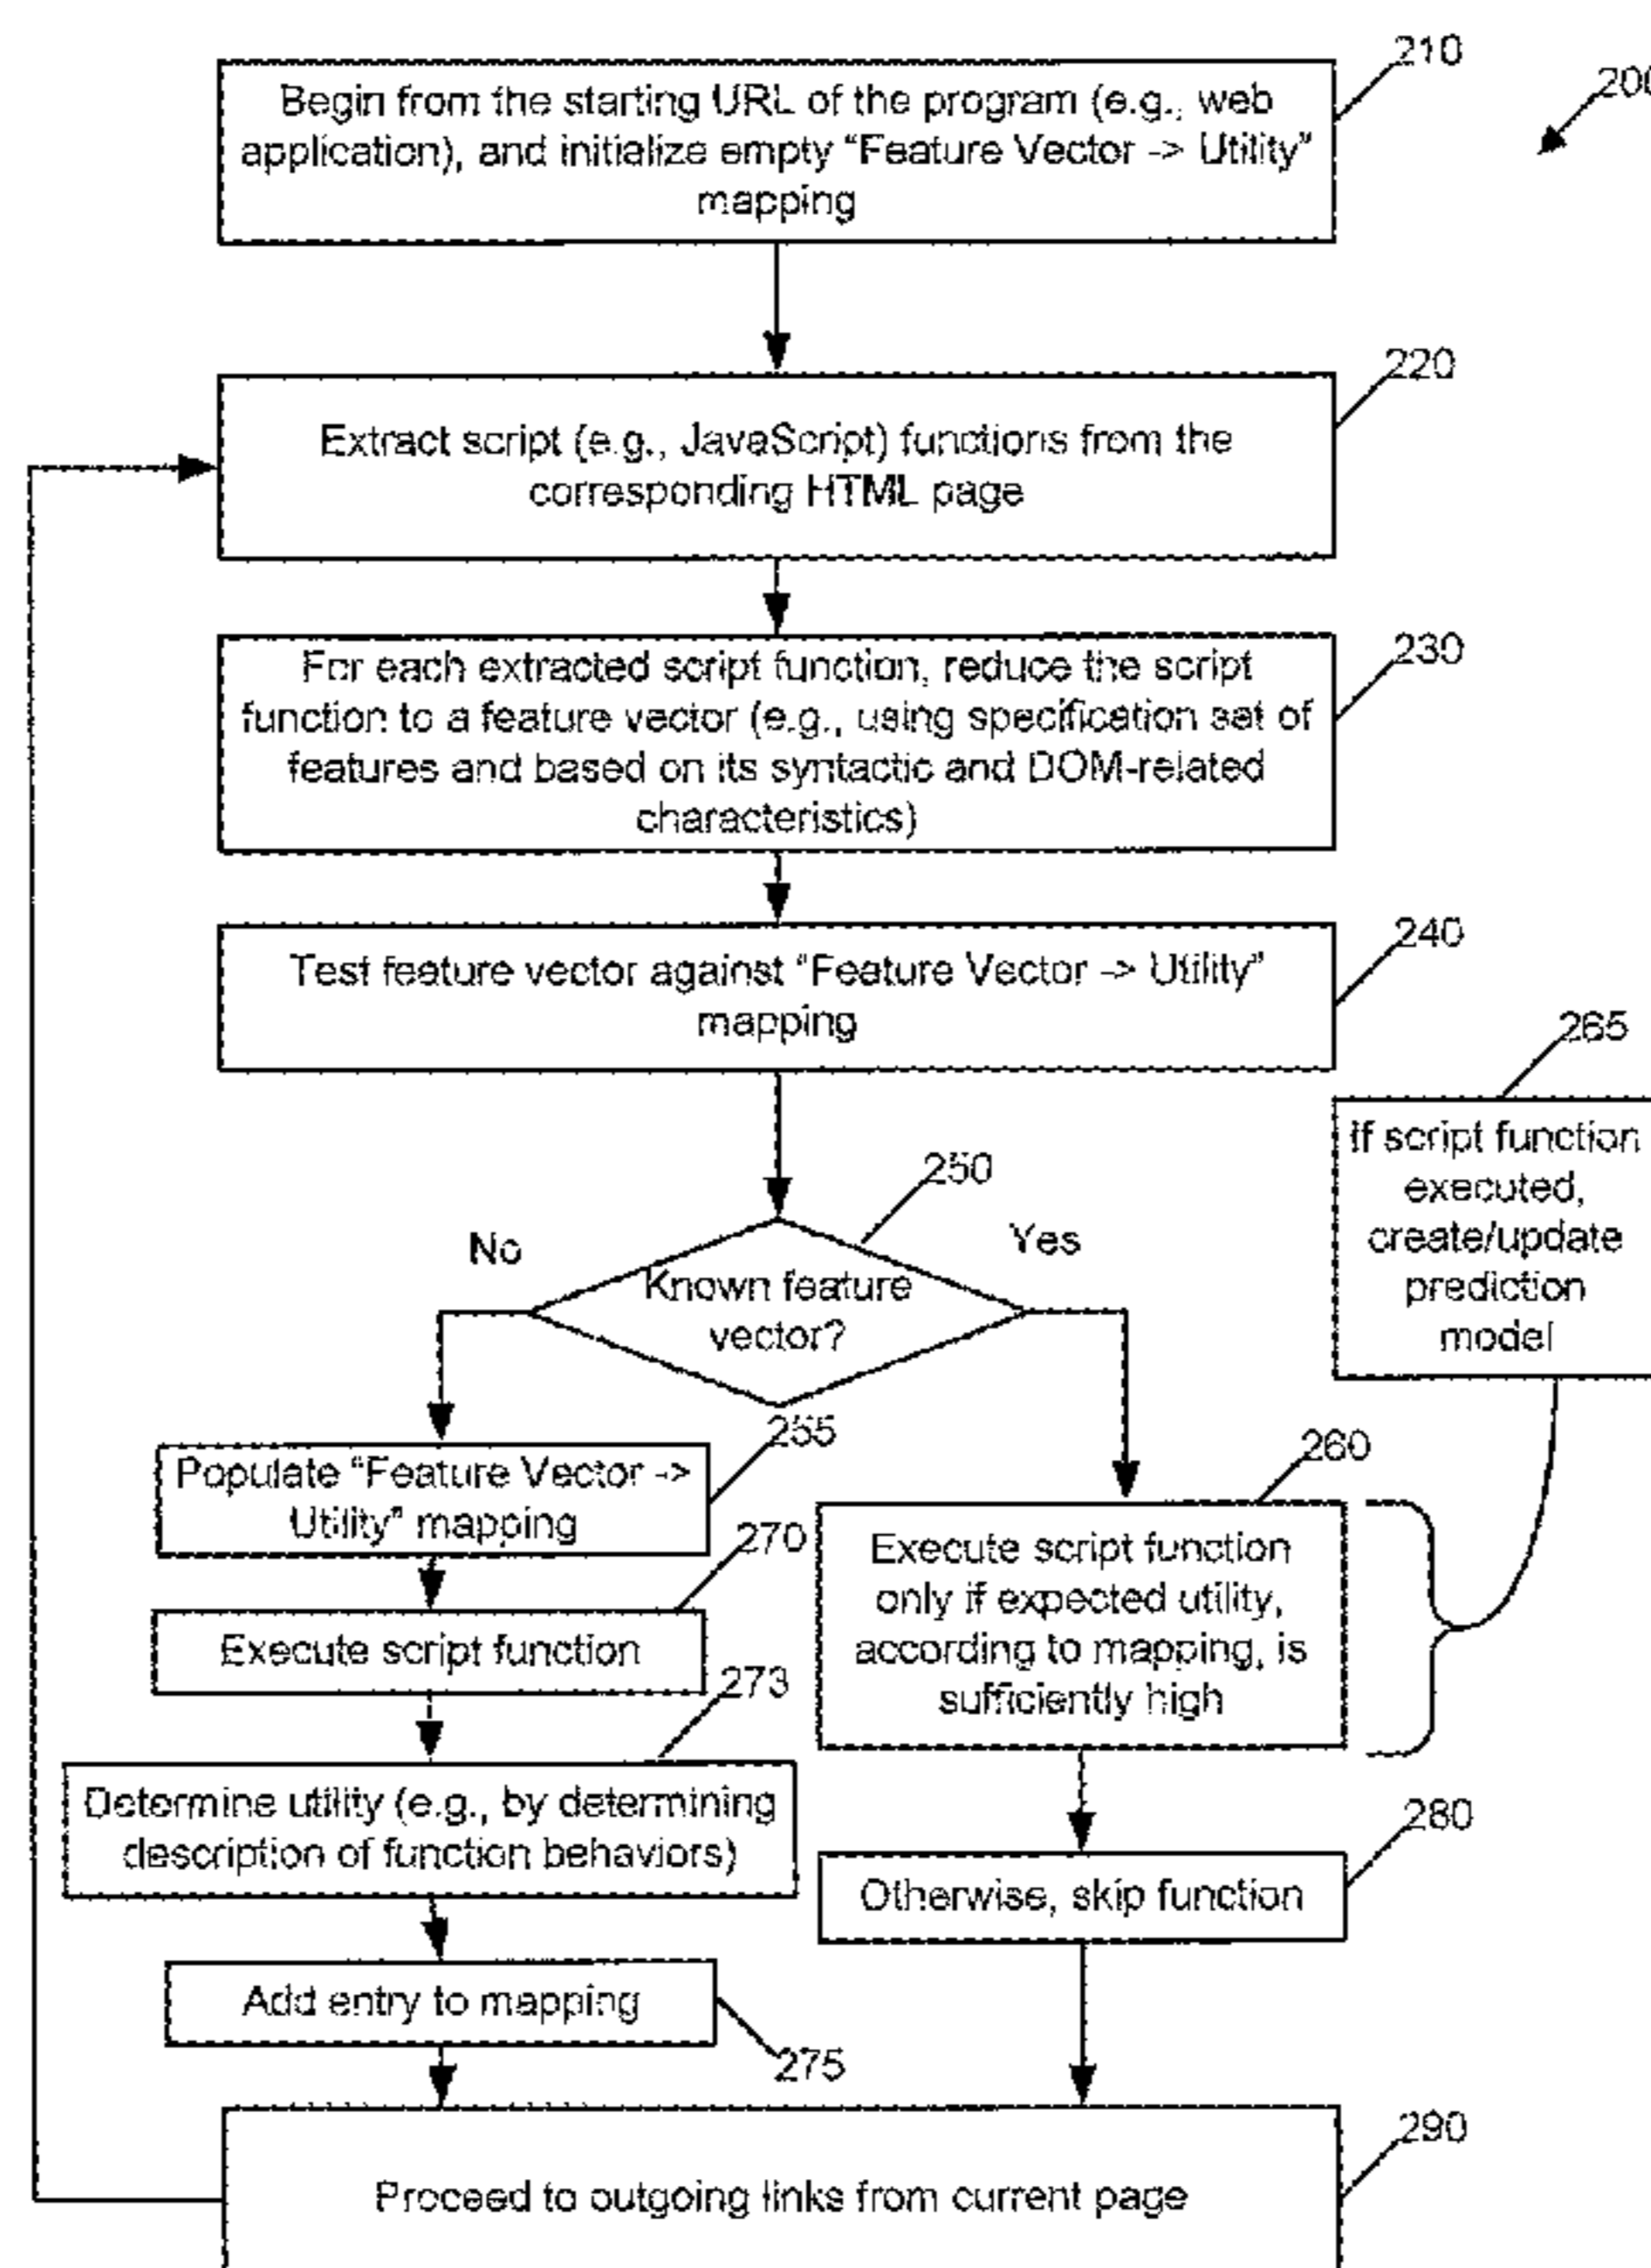 210
200
Begin from the starting URL of the program (e.g., web
application), and initialize empty “Feature Vector -> Utility”
mapping
220
Extract script (e.g., JavaScript) functions from the
corresponding HTML page
230
For each extracted script function, reduce the script
function to a feature vector (e.g., using specification set of
features and based on its syntactic and DOM-related
characteristics)
240
Test feature vector against “Feature Vector -> Utility”
mapping
265
If script function
executed,
create/update
prediction
model
250
No
Yes
Known feature
vector?
255
Populate “Feature Vector ->
Utility” mapping
260
Execute script function
only if expected utility,
according to mapping, is
sufficiently high
270
Execute script function
273
Determine utility (e.g., by determining
description of function behaviors)
280
Otherwise, skip function
Add entry to mapping
275
290
Proceed to outgoing links from current page